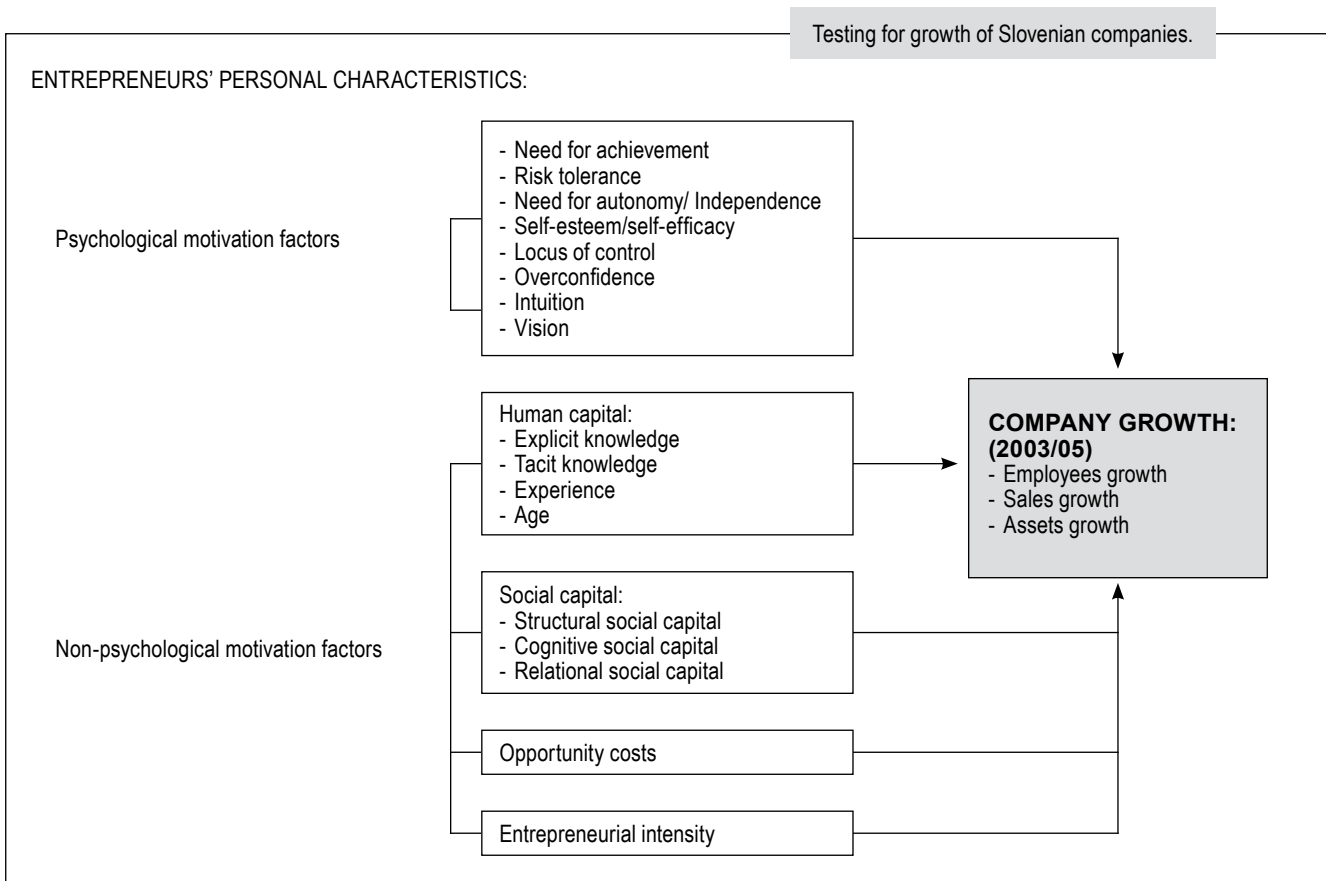 Testing for growth of Slovenian companies.
ENTREPRENEURS’ PERSONAL CHARACTERISTICS:
Psychological motivation factors
- Need for achievement
- Risk tolerance
- Need for autonomy/ Independence
- Self-esteem/self-efficacy
- Locus of control
- Overconfidence
- Intuition
- Vision
Non-psychological motivation factors
Human capital:
- Explicit knowledge
- Tacit knowledge
- Experience
- Age
Social capital:
- Structural social capital
- Cognitive social capital
- Relational social capital
Opportunity costs
Entrepreneurial intensity
COMPANY GROWTH:
(2003/05)
- Employees growth
- Sales growth
- Assets growth